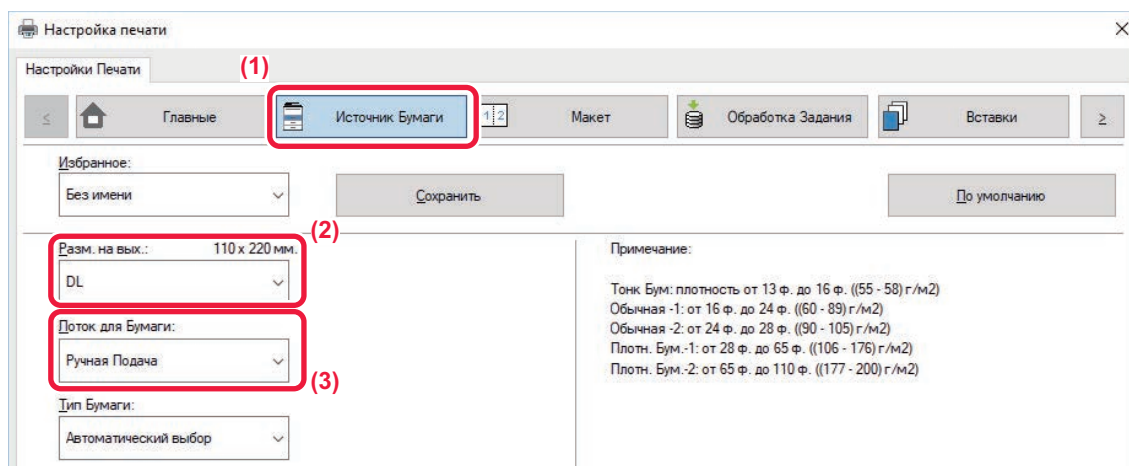 Настройка печати
Настройки Печати
(1)
<
Главные
Источник Бумаги
1 2
Макет
Обработка Задания
Вставки
>
Избранное:
Без имени
Сохранить
По умолчанию
(2)
Разм. на вых.: 110 x 220 мм.
DL
Лоток для Бумаги:
Ручная Подача
(3)
Тип Бумаги:
Автоматический выбор
Примечание:
Тонк Бум: плотность от 13 ф. до 16 ф. ((55 - 58) г/м2)
Обычная -1: от 16 ф. до 24 ф. ((60 - 89) г/м2)
Обычная -2: от 24 ф. до 28 ф. ((90 - 105) г/м2)
Плотн. Бум.-1: от 28 ф. до 65 ф. ((106 - 176) г/м2)
Плотн. Бум.-2: от 65 ф. до 110 ф. ((177 - 200) г/м2)